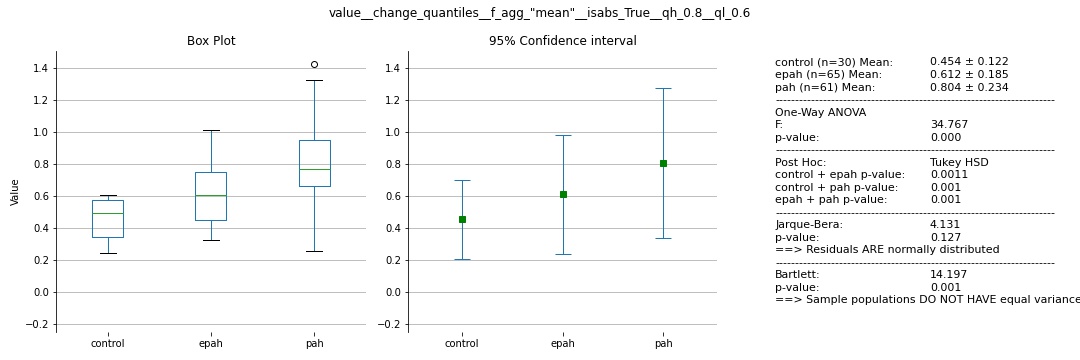 value__change_quantiles__f_agg_"mean"__isabs_True__qh_0.8__ql_0.6
Box Plot
Value
1.4
1.2
1.0
0.8
0.6
0.4
0.2
0.0
−0.2
control epah pah
95% Confidence interval
1.4
1.2
1.0
0.8
0.6
0.4
0.2
0.0
−0.2
control epah pah
control (n=30) Mean: 0.454 ± 0.122
epah (n=65) Mean: 0.612 ± 0.185
pah (n=61) Mean: 0.804 ± 0.234
One-Way ANOVA
F: 34.767
p-value: 0.000
Post Hoc: Tukey HSD
control + epah p-value: 0.0011
control + pah p-value: 0.001
epah + pah p-value: 0.001
Jarque-Bera: 4.131
p-value: 0.127
==> Residuals ARE normally distributed
Bartlett: 14.197
p-value: 0.001
==> Sample populations DO NOT HAVE equal variance